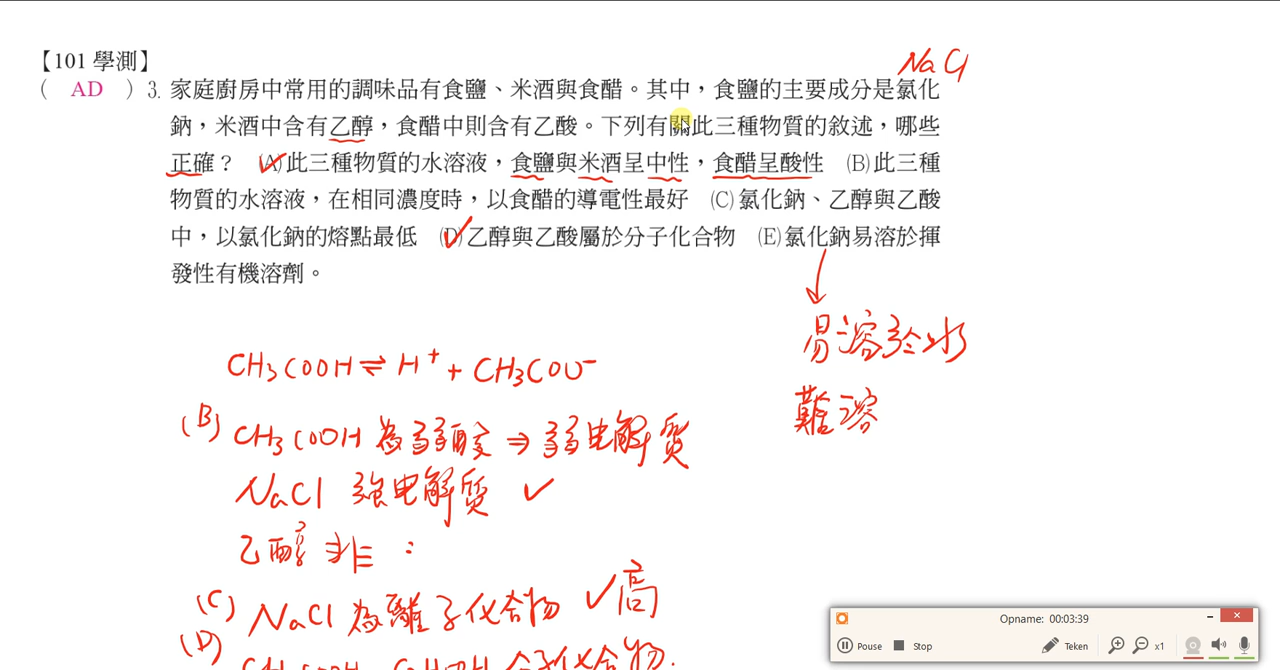 【101 學測】
NaCl
( AD ) 3. 家庭廚房中常用的調味品有食鹽、米酒與食醋。其中，食鹽的主要成分是氯化
鈉，米酒中含有乙醇，食醋中則含有乙酸。下列有關此三種物質的敘述，哪些
正確？ (A)此三種物質的水溶液，食鹽與米酒呈中性，食醋呈酸性 (B)此三種
物質的水溶液，在相同濃度時，以食醋的導電性最好 (C)氯化鈉、乙醇與乙酸
中，以氯化鈉的熔點最低 (D)乙醇與乙酸屬於分子化合物 (E)氯化鈉易溶於揮
發性有機溶劑。
易溶於水
CH3COOH ⇌ H+ + CH3COO-
難溶
(B) CH3COOH 為弱酸 ⇒ 弱电解質
NaCl 強电解質 ✓
乙醇 非 :
(C) NaCl 為離子化合物 ✓高
(D)
分子化合物.
Opname: 00:03:39
Pause Stop Teken x1